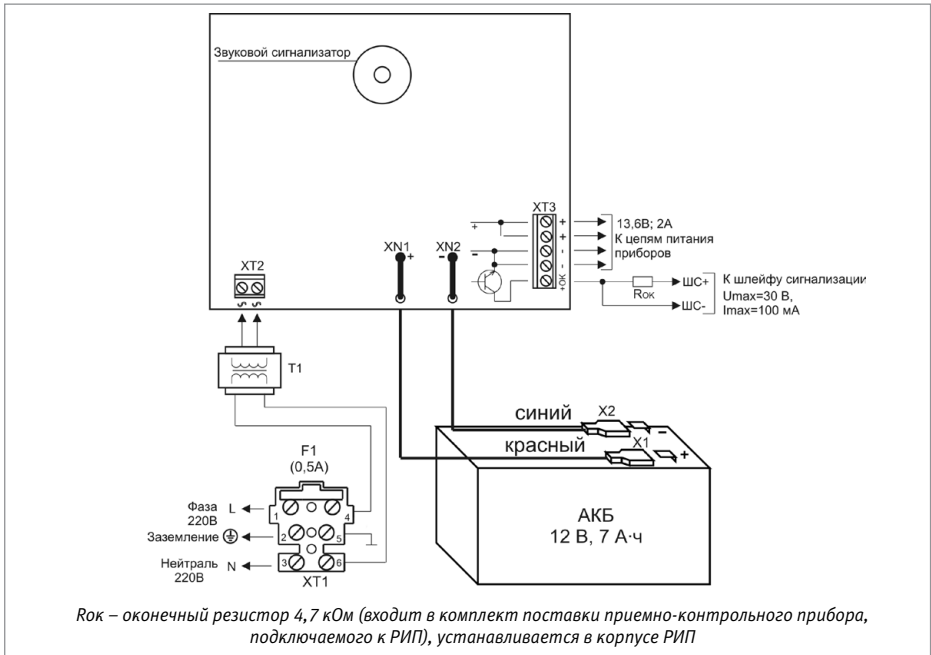 Звуковой сигнализатор
XT3
+
+
+
-
-
-
+ОК
13,6В; 2А
К цепям питания
приборов
XN1
+
XN2
-
Rок
ШС+
ШС-
К шлейфу сигнализации
Umax=30 В,
Imax=100 мА
XT2
T1
синий
X2
-
красный
X1
+
F1
(0,5А)
Фаза
220В
L
1
4
Заземление
2
5
Нейтраль
220В
N
3
6
XT1
АКБ
12 В, 7 А·ч
Rок – оконечный резистор 4,7 кОм (входит в комплект поставки приемно-контрольного прибора,
подключаемого к РИП), устанавливается в корпусе РИП